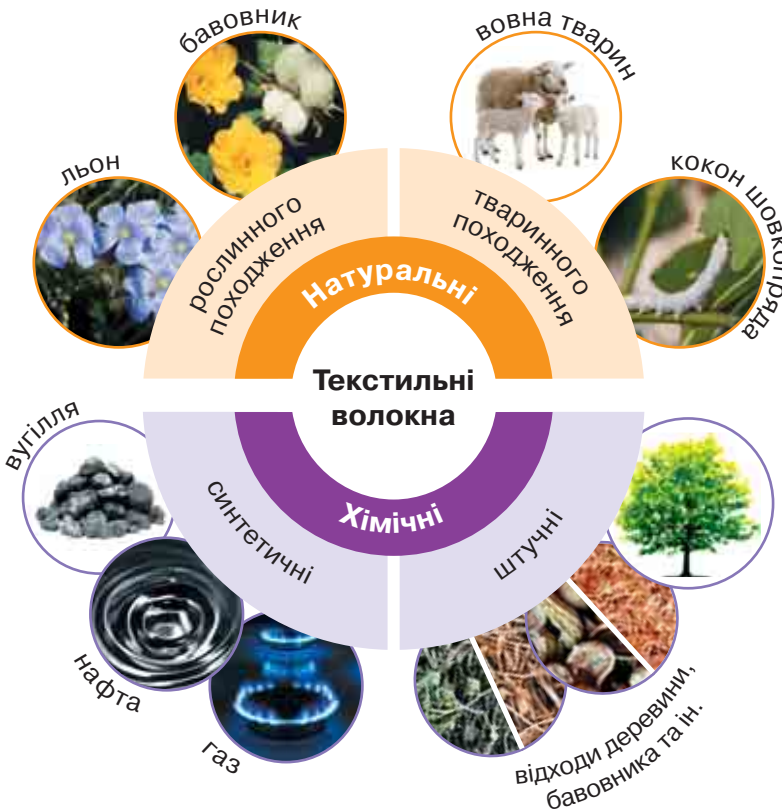 бавовник
вовна тварин
льон
кокон шовкопряда
рослинного
походження
тваринного
походження
Натуральні
Текстильні
волокна
Хімічні
вугілля
синтетичні
штучні
нафта
газ
відходи деревини,
бавовника та ін.